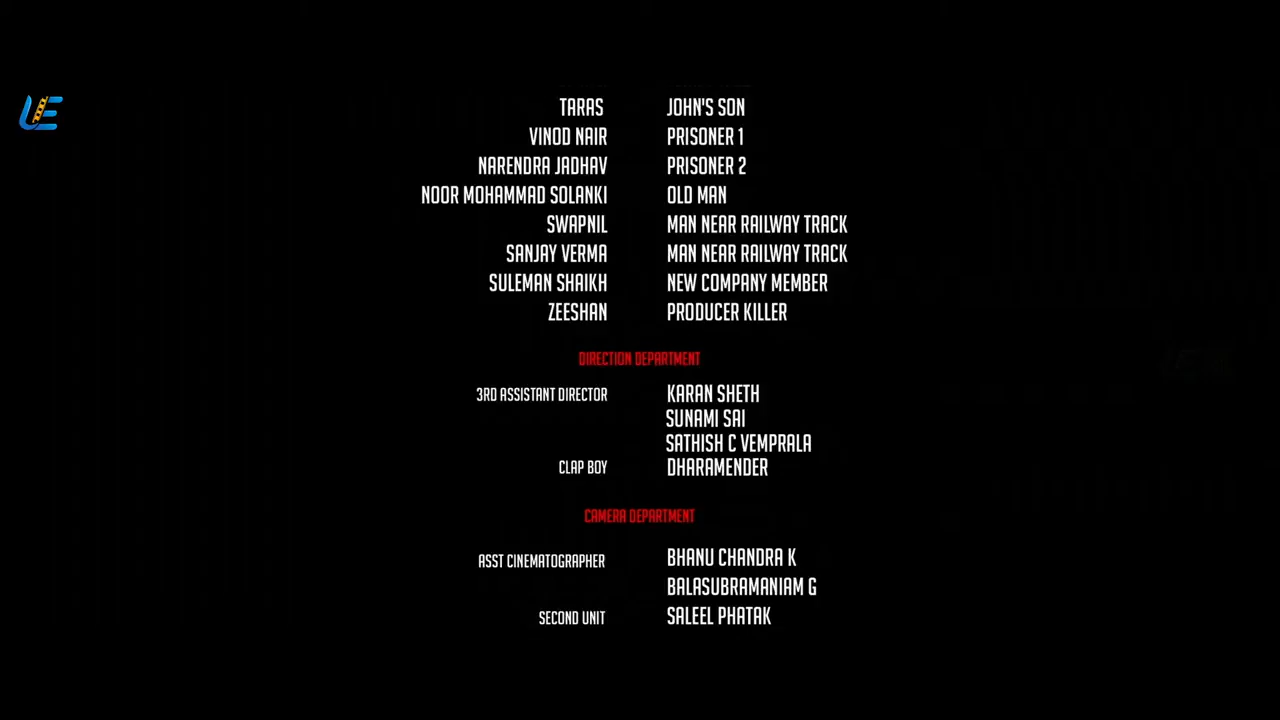 UE
TARAS JOHN'S SON
VINOD NAIR PRISONER 1
NARENDRA JADHAV PRISONER 2
NOOR MOHAMMAD SOLANKI OLD MAN
SWAPNIL MAN NEAR RAILWAY TRACK
SANJAY VERMA MAN NEAR RAILWAY TRACK
SULEMAN SHAIKH NEW COMPANY MEMBER
ZEESHAN PRODUCER KILLER
DIRECTION DEPARTMENT
3RD ASSISTANT DIRECTOR KARAN SHETH
SUNAMI SAI
SATHISH C VEMPRALA
CLAP BOY DHARAMENDER
CAMERA DEPARTMENT
ASST CINEMATOGRAPHER BHANU CHANDRA K
BALASUBRAMANIAM G
SECOND UNIT SALEEL PHATAK